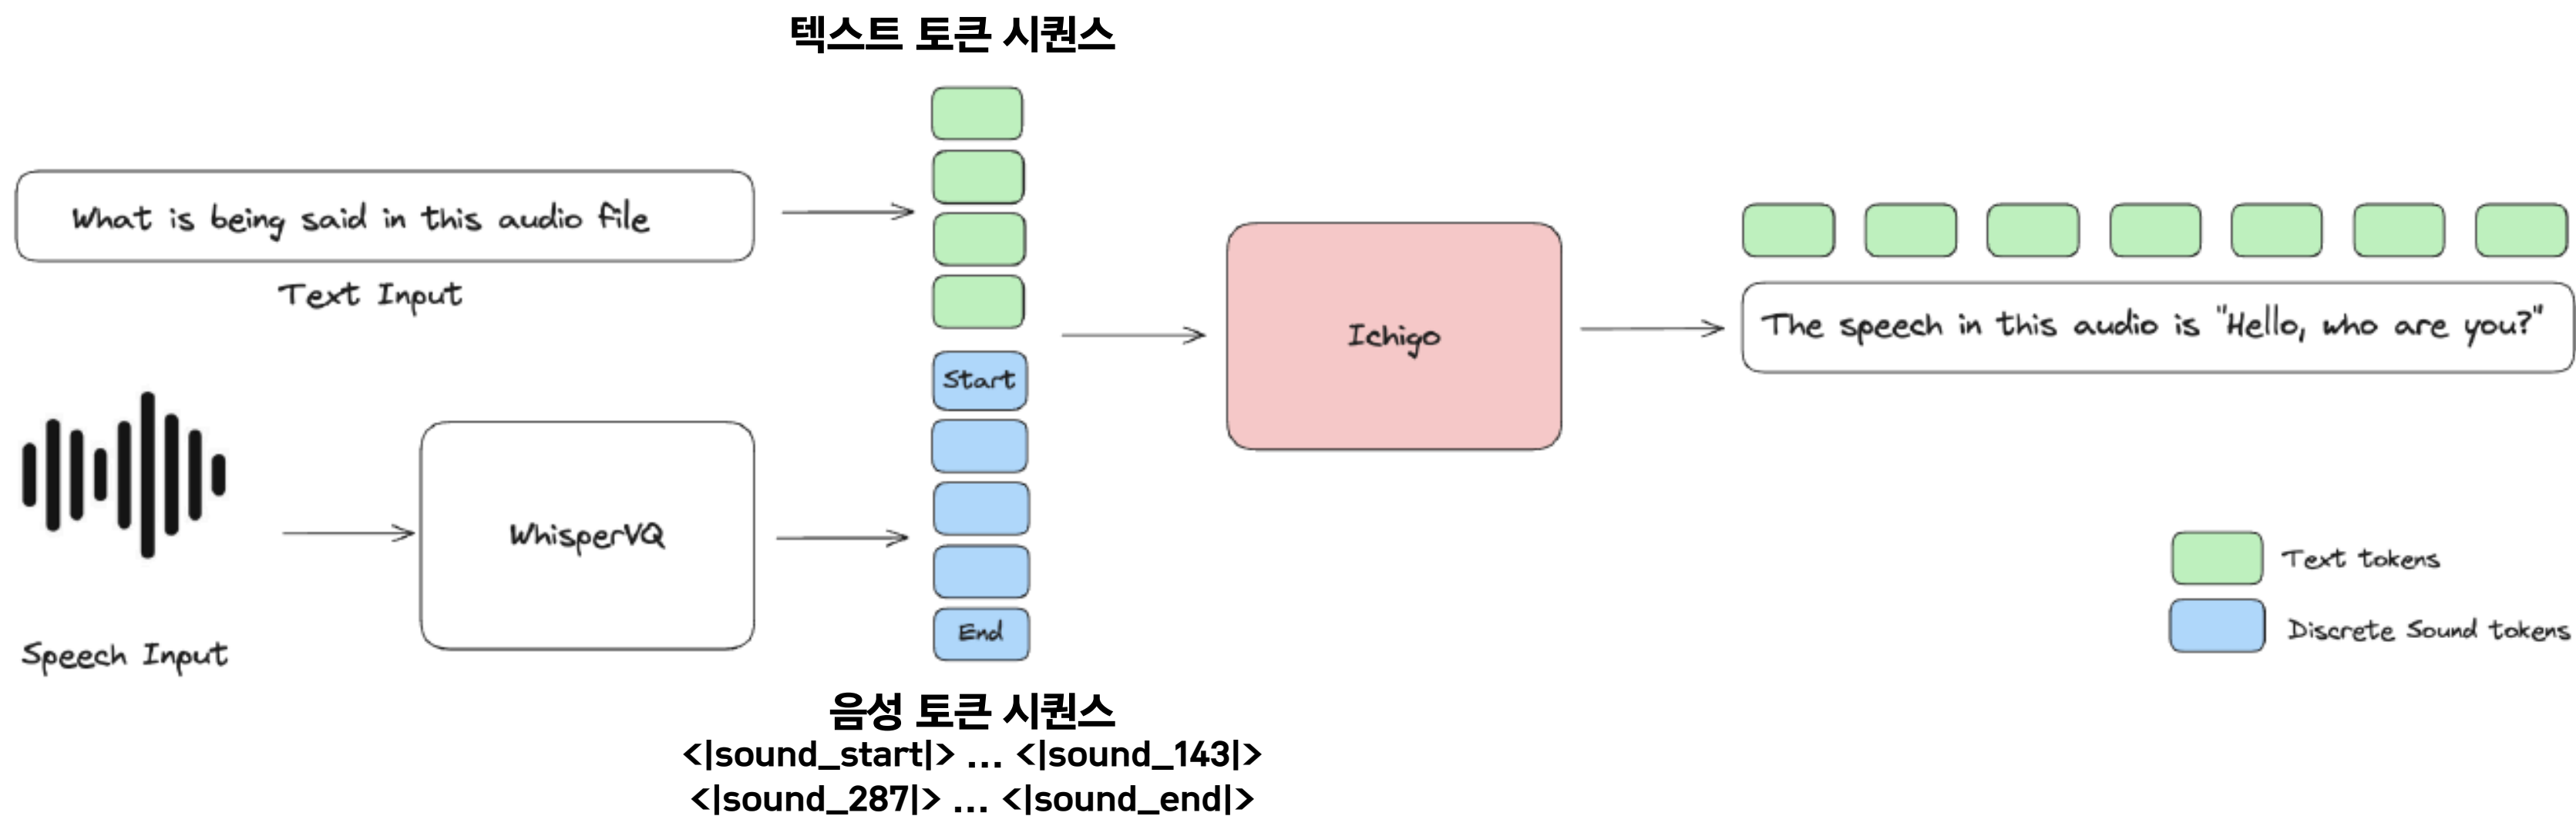 텍스트 토큰 시퀀스
What is being said in this audio file
Text Input
Speech Input
WhisperVQ
Start
End
음성 토큰 시퀀스
<|sound_start|> ... <|sound_143|>
<|sound_287|> ... <|sound_end|>
Ichigo
The speech in this audio is "Hello, who are you?"
Text tokens
Discrete Sound tokens